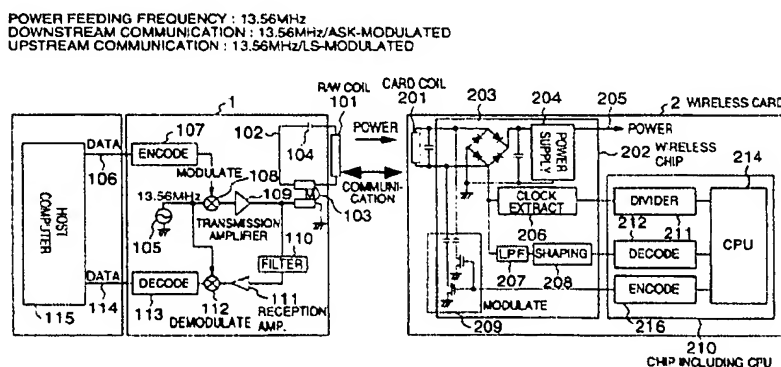 POWER FEEDING FREQUENCY : 13.56MHz
DOWNSTREAM COMMUNICATION : 13.56MHz/ASK-MODULATED
UPSTREAM COMMUNICATION : 13.56MHz/LS-MODULATED
1
R/W COIL
101
CARD COIL
201
203
204
205
2 WIRELESS CARD
DATA
107
102
104
POWER
POWER
SUPPLY
POWER
202 WIRELESS
CHIP
214
ENCODE
106
MODULATE
108
109
COMMUNI-
CATION
13.56MHz
TRANSMISSION
AMPLIFIER
103
CLOCK
EXTRACT
206
DIVIDER
212
211
CPU
HOST
COMPUTER
105
110
FILTER
LPF
SHAPING
DECODE
207
208
DATA
DECODE
114
113
112
111
RECEPTION
AMP.
DEMODULATE
MODULATE
209
ENCODE
216
115
210
CHIP INCLUDING CPU